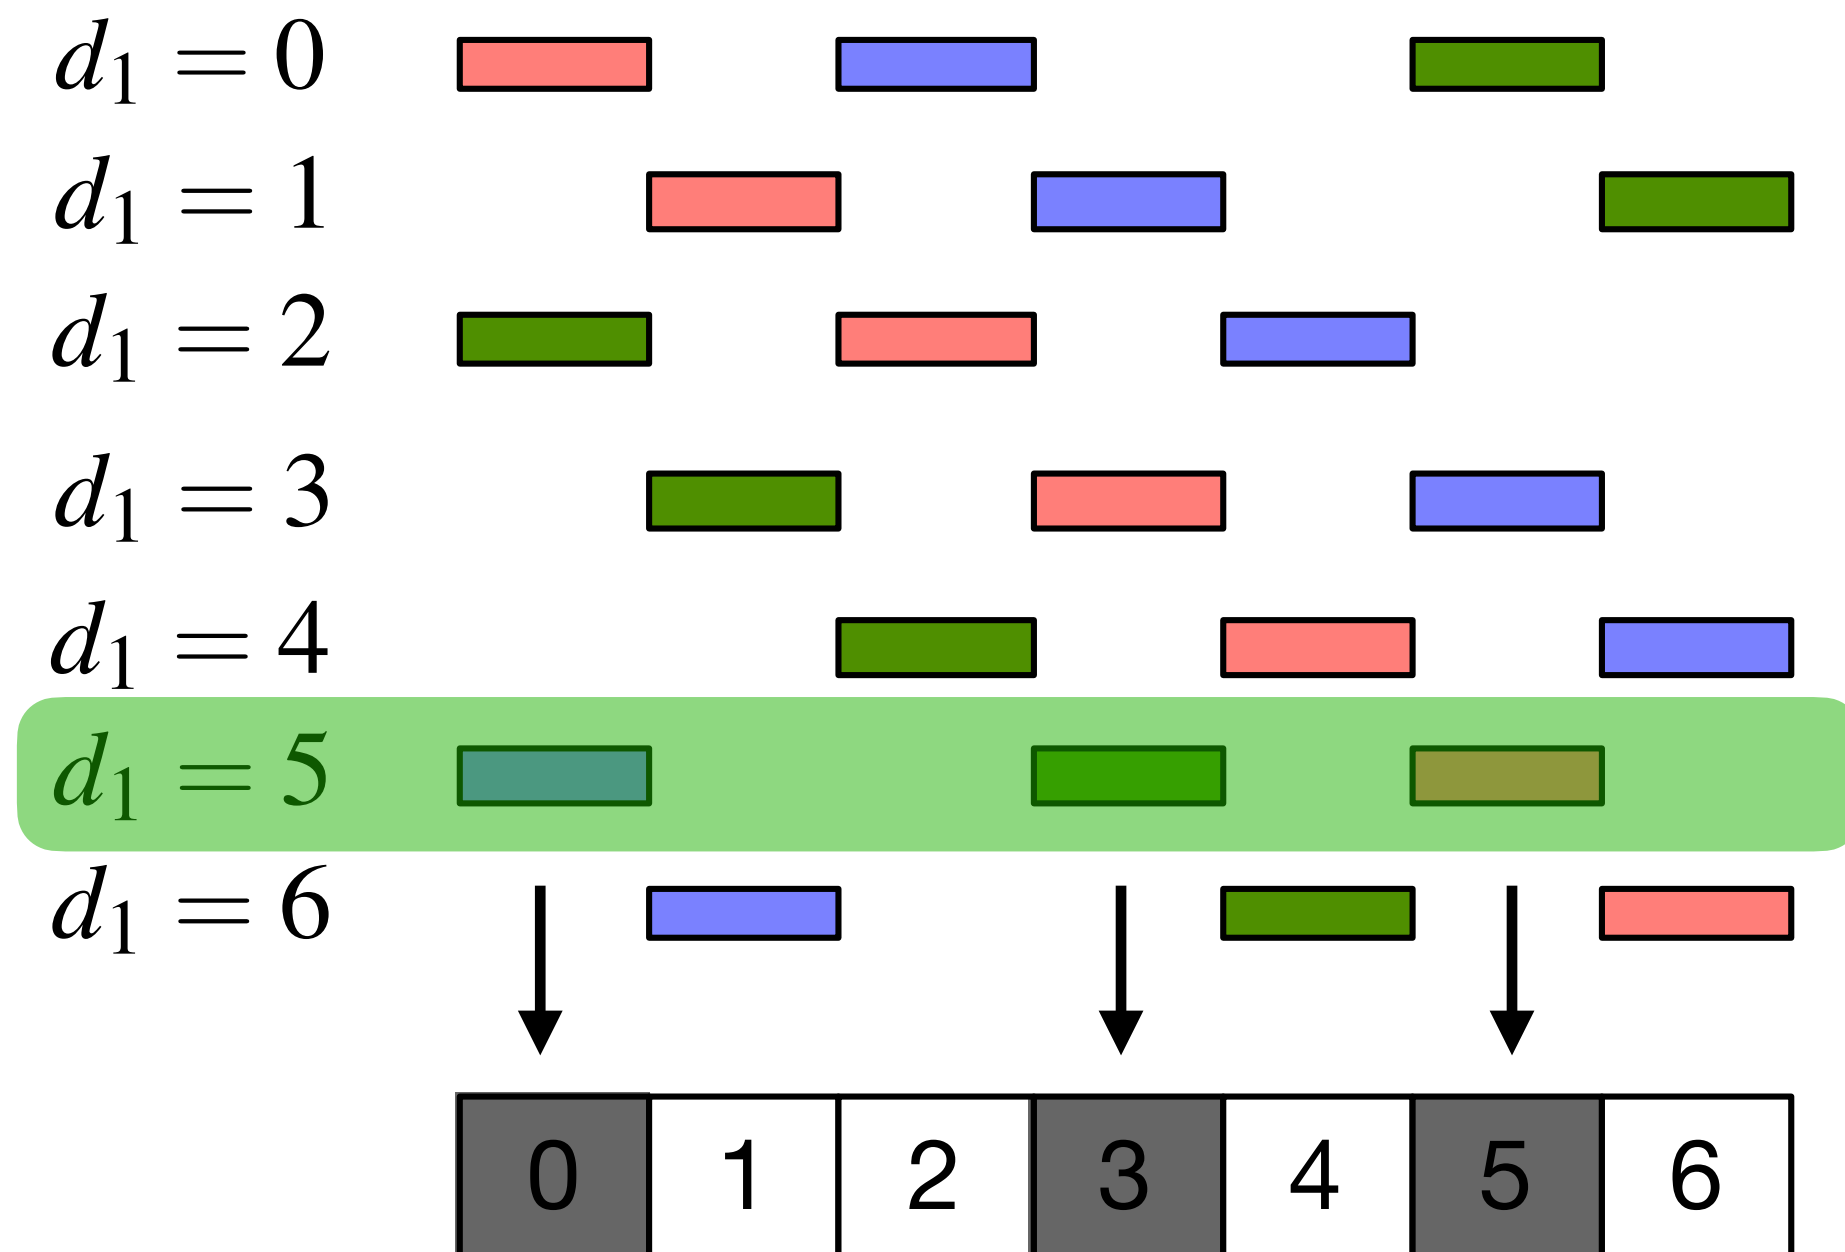 d₁ = 0
d₁ = 1
d₁ = 2
d₁ = 3
d₁ = 4
d₁ = 5
d₁ = 6
0 1 2 3 4 5 6